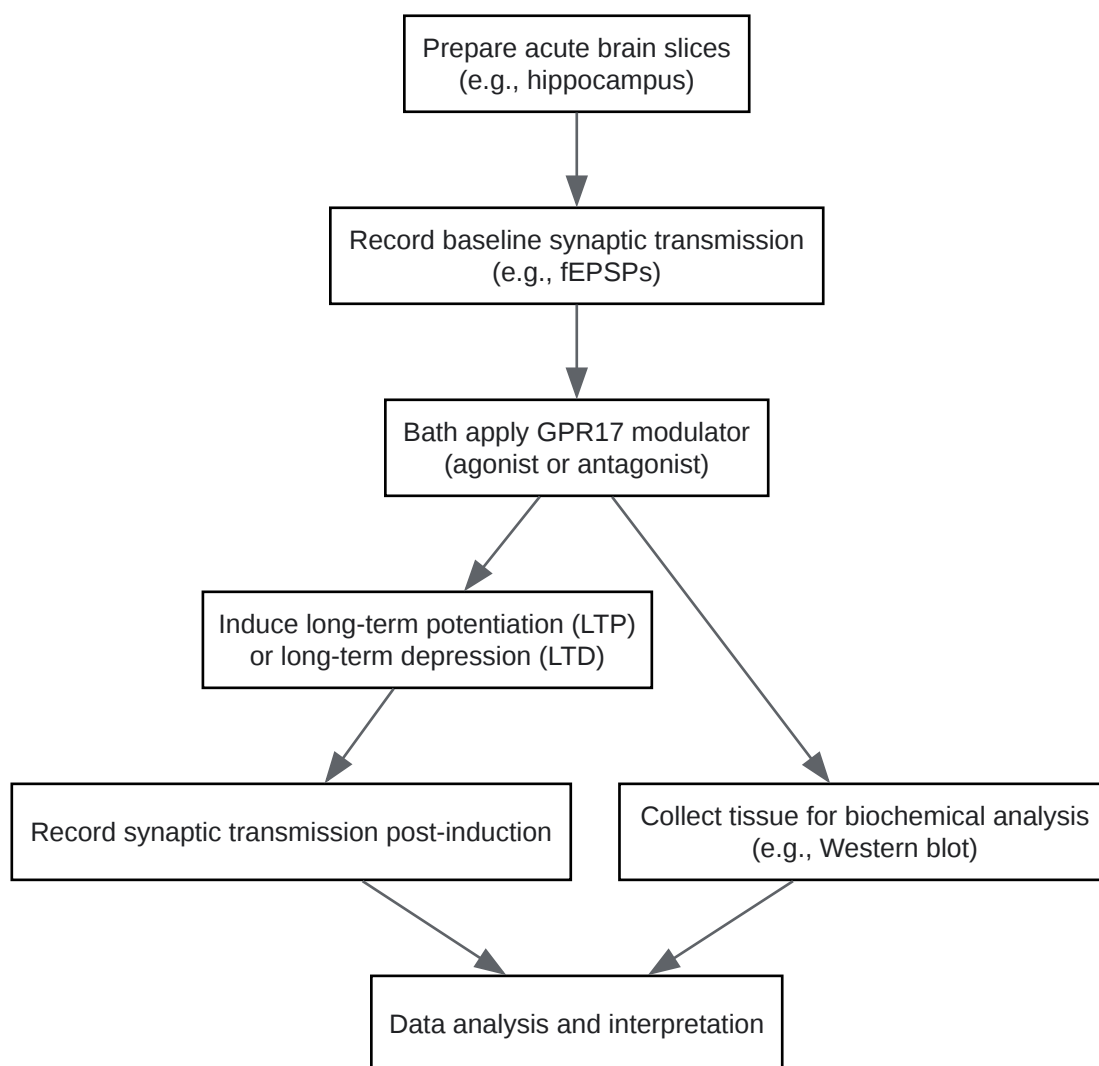 Prepare acute brain slices
(e.g., hippocampus)
Record baseline synaptic transmission
(e.g., fEPSPs)
Bath apply GPR17 modulator
(agonist or antagonist)
Induce long-term potentiation (LTP)
or long-term depression (LTD)
Record synaptic transmission post-induction
Collect tissue for biochemical analysis
(e.g., Western blot)
Data analysis and interpretation